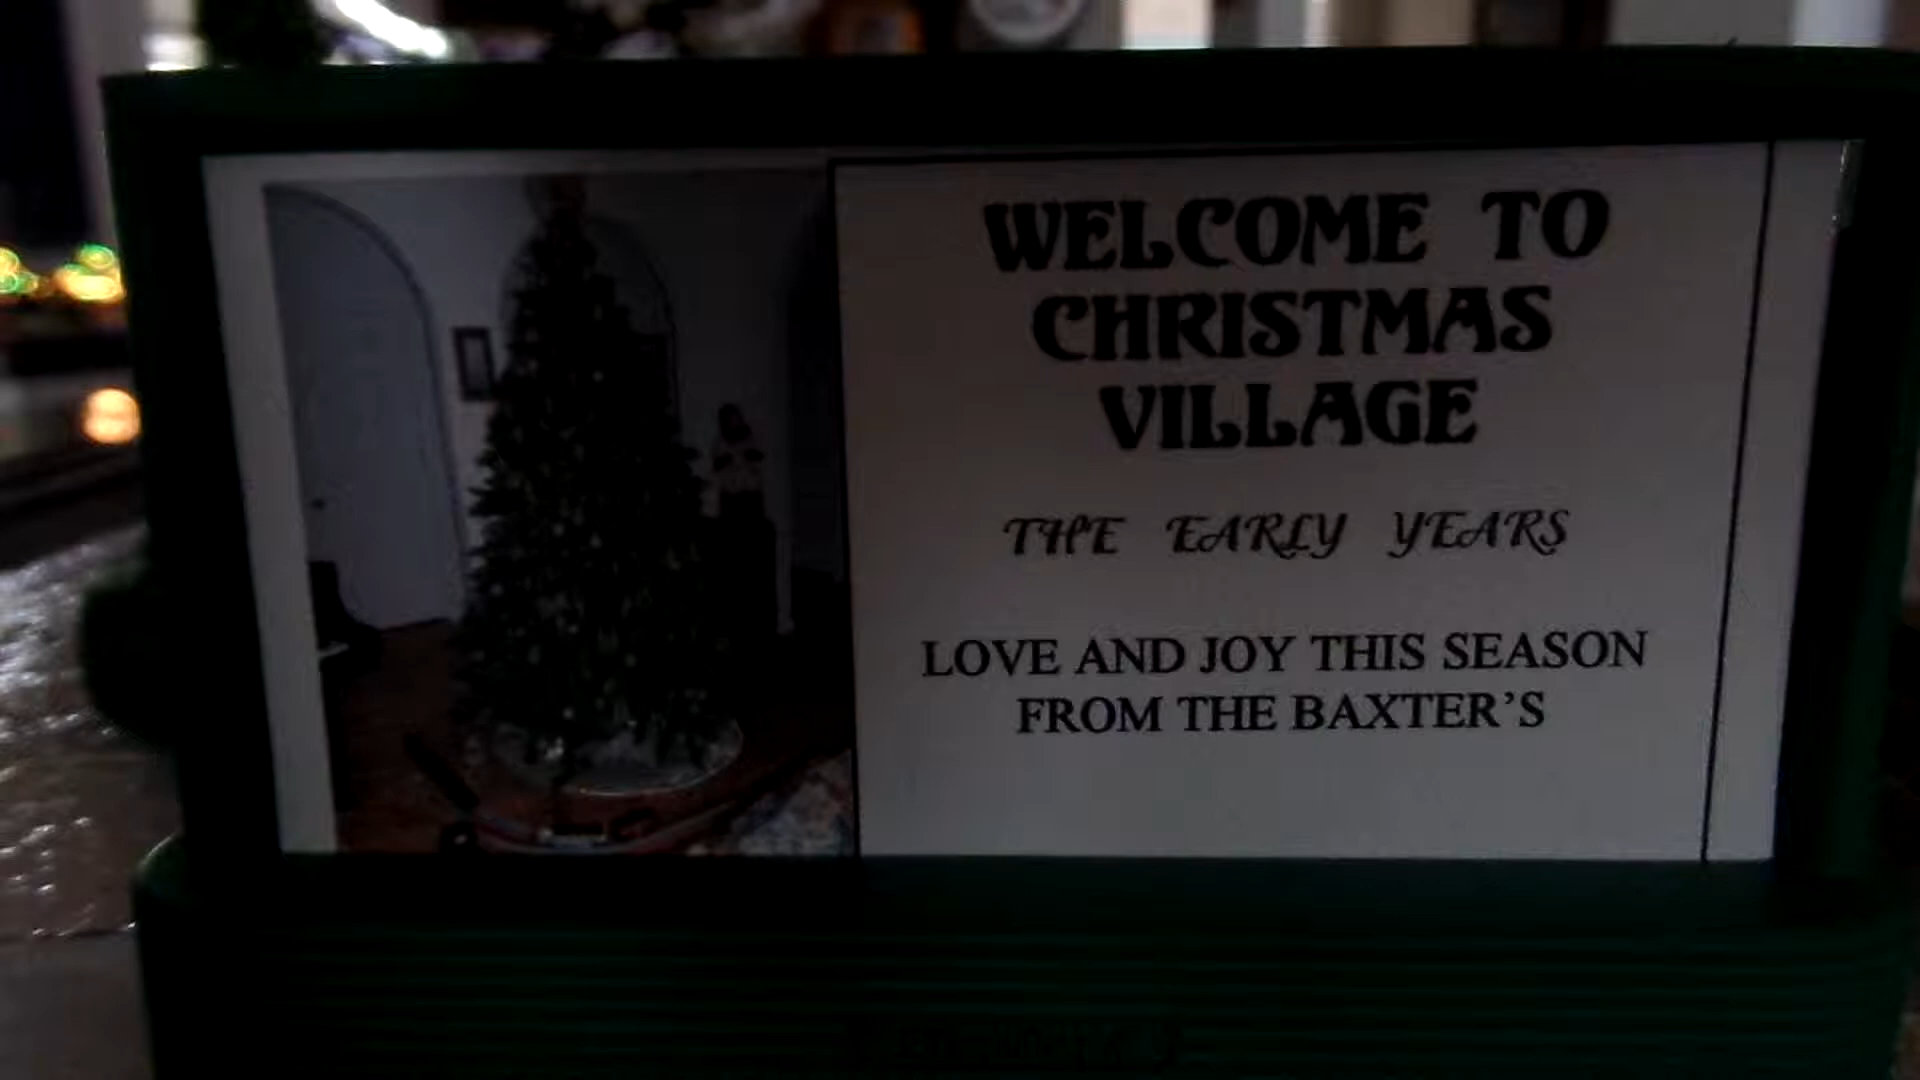 WELCOME TO
CHRISTMAS
VILLAGE
THE EARLY YEARS
LOVE AND JOY THIS SEASON
FROM THE BAXTER’S